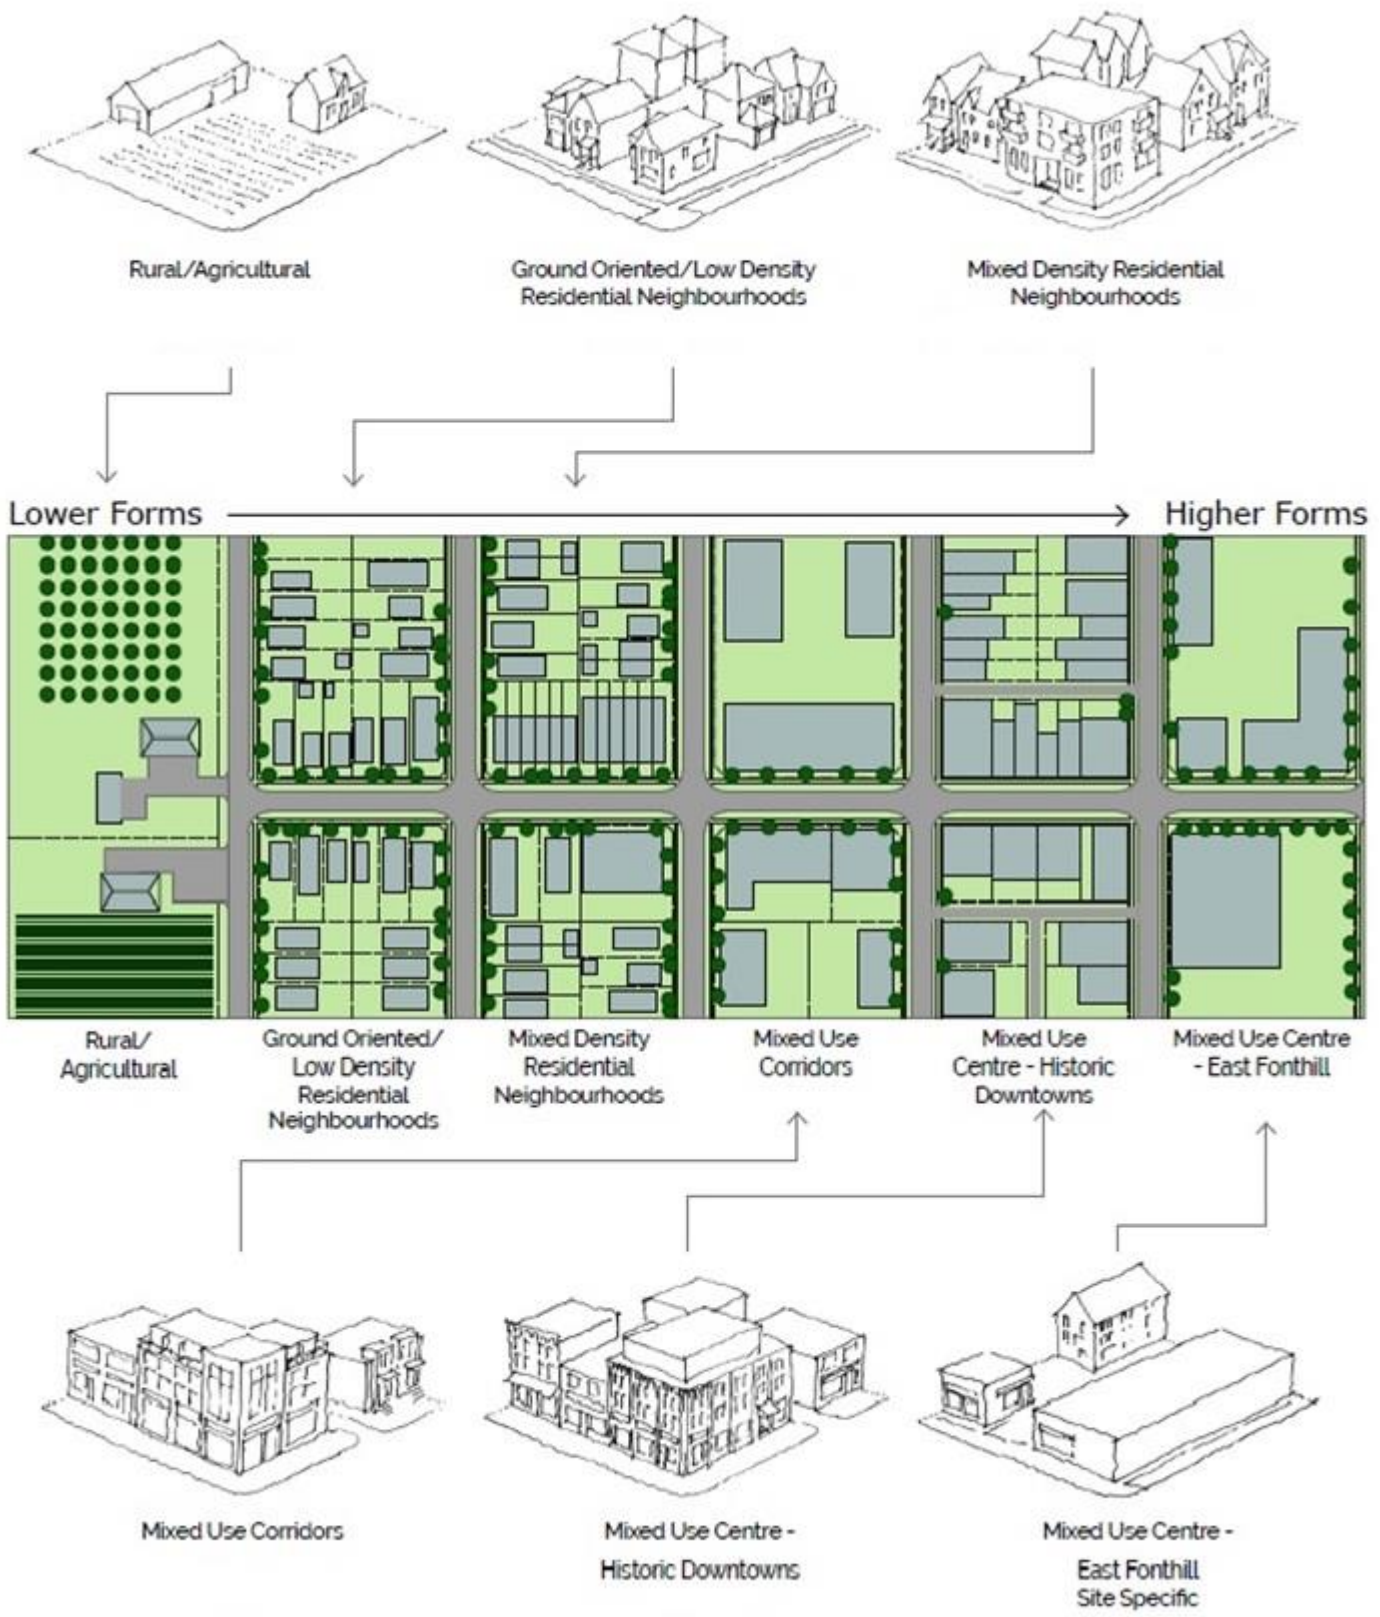 Rural/Agricultural
Ground Oriented/Low Density
Residential Neighbourhoods
Mixed Density Residential
Neighbourhoods
Lower Forms
Higher Forms
Rural/
Agricultural
Ground Oriented/
Low Density
Residential
Neighbourhoods
Mixed Density
Residential
Neighbourhoods
Mixed Use
Corridors
Mixed Use
Centre - Historic
Downtowns
Mixed Use Centre
- East Fonthill
Mixed Use Corridors
Mixed Use Centre -
Historic Downtowns
Mixed Use Centre -
East Fonthill
Site Specific